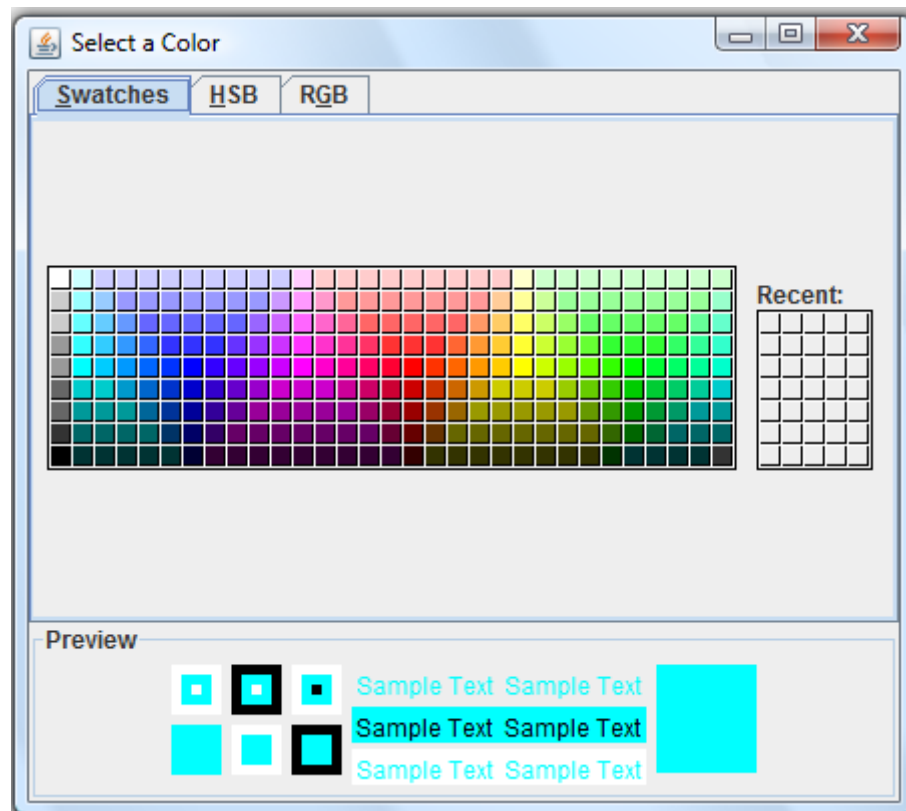 Select a Color
Swatches HSB RGB
Recent:
Preview
Sample Text Sample Text
Sample Text Sample Text
Sample Text Sample Text